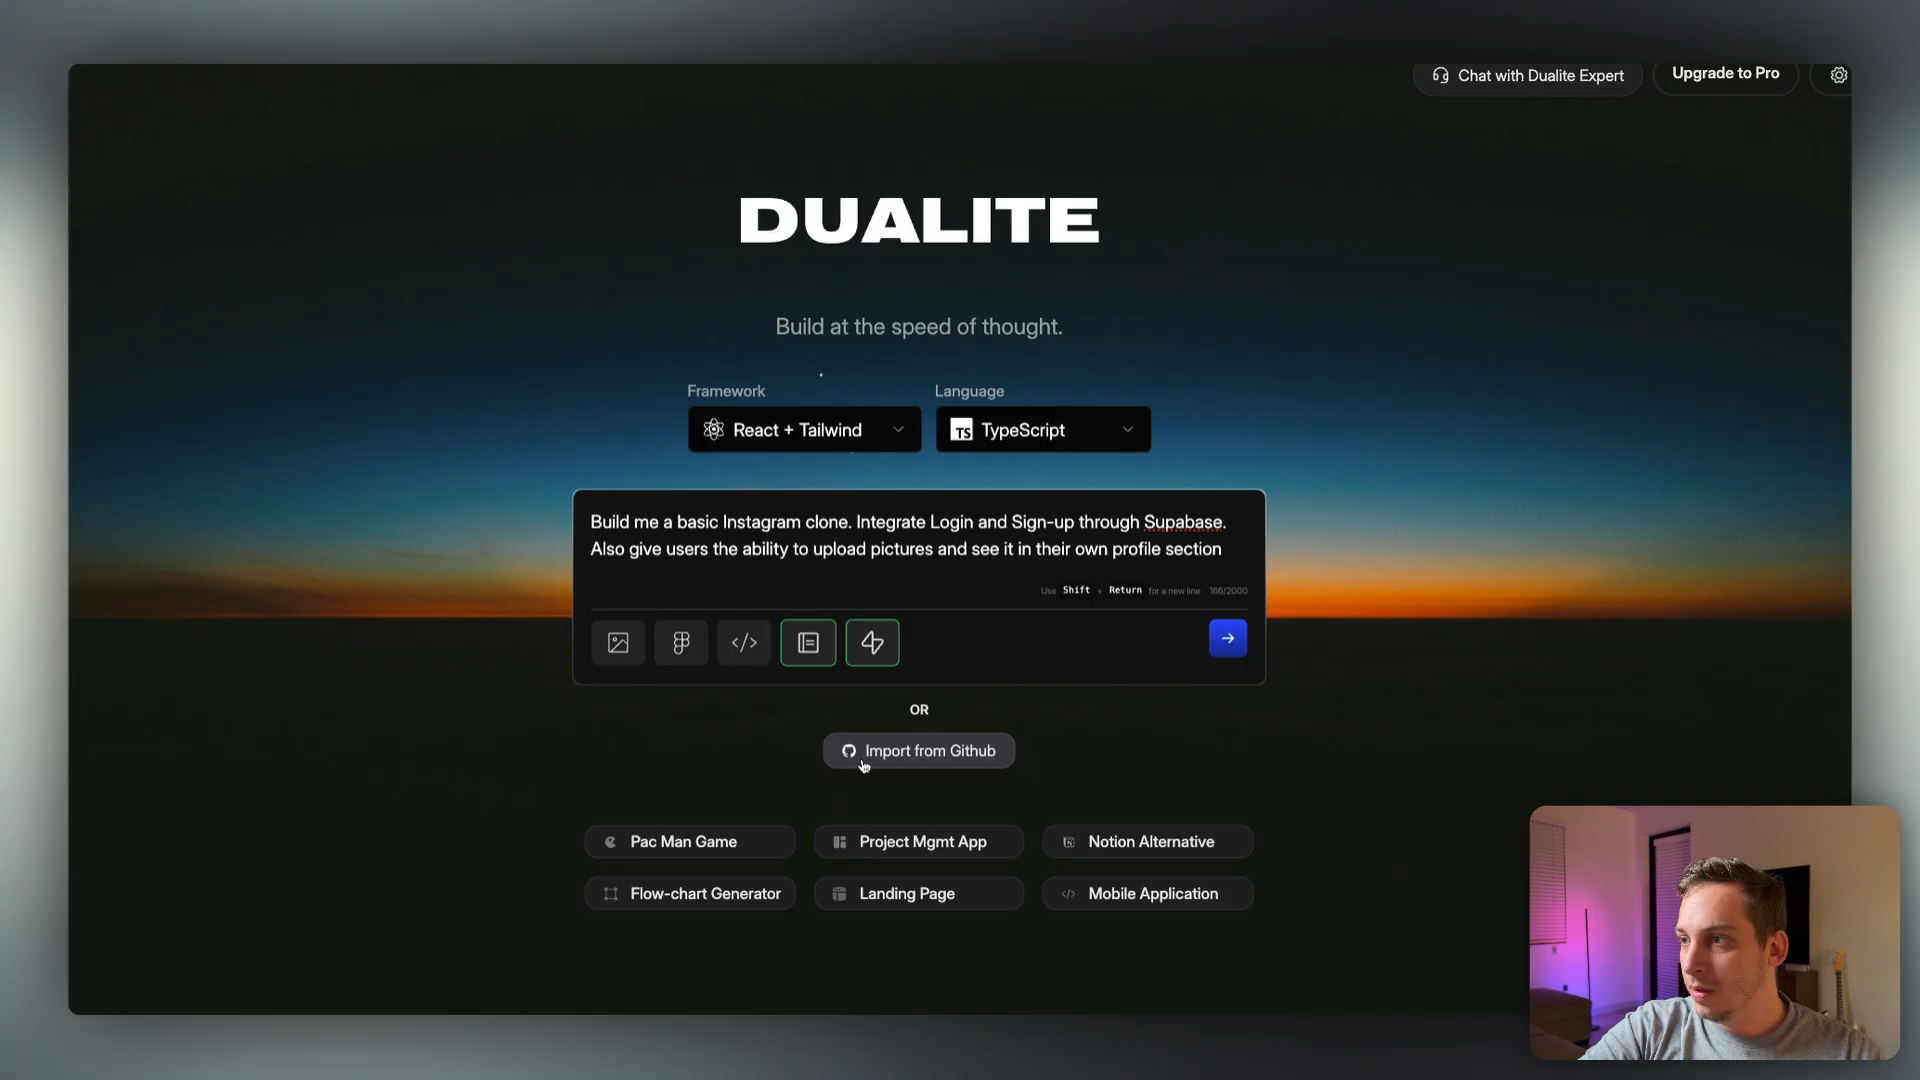 Chat with Dualite Expert
Upgrade to Pro
DUALITE
Build at the speed of thought.
Framework
Language
React + Tailwind
TS TypeScript
Build me a basic Instagram clone. Integrate Login and Sign-up through Supabase.
Also give users the ability to upload pictures and see it in their own profile section
Use Shift + Return for a new line 166/2000
OR
Import from Github
Pac Man Game
Project Mgmt App
Notion Alternative
Flow-chart Generator
Landing Page
Mobile Application